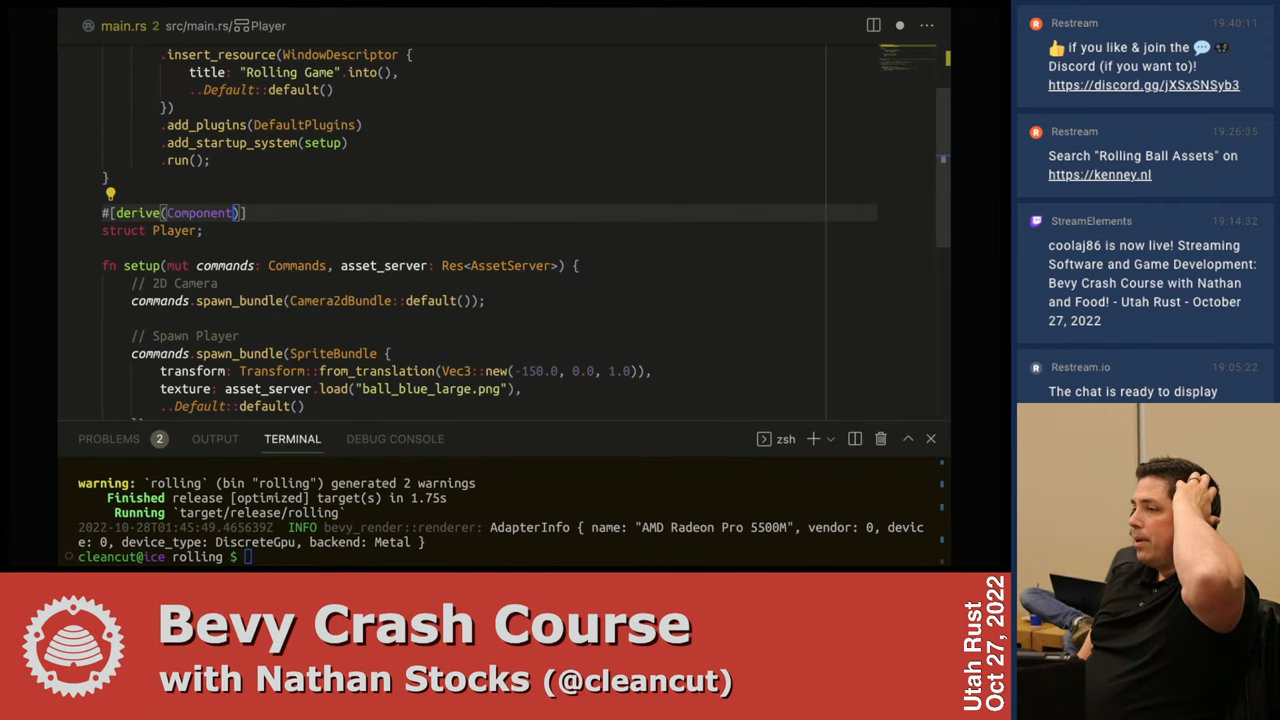 main.rs 2 src/main.rs/ Player
.insert_resource(WindowDescriptor {
title: "Rolling Game".into(),
..Default::default()
})
.add_plugins(DefaultPlugins)
.add_startup_system(setup)
.run();
}
#[derive(Component)]
struct Player;
fn setup(mut commands: Commands, asset_server: Res<AssetServer>) {
// 2D Camera
commands.spawn_bundle(Camera2dBundle::default());
// Spawn Player
commands.spawn_bundle(SpriteBundle {
transform: Transform::from_translation(Vec3::new(-150.0, 0.0, 1.0)),
texture: asset_server.load("ball_blue_large.png"),
..Default::default()
PROBLEMS 2 OUTPUT TERMINAL DEBUG CONSOLE zsh
warning: `rolling` (bin "rolling") generated 2 warnings
Finished release [optimized] target(s) in 1.75s
Running `target/release/rolling`
2022-10-28T01:45:49.465639Z INFO bevy_render::renderer: AdapterInfo { name: "AMD Radeon Pro 5500M", vendor: 0, devic
e: 0, device_type: DiscreteGpu, backend: Metal }
cleancut@ice rolling $
Restream 19:40:11
👍 if you like & join the 💬
Discord (if you want to)!
https://discord.gg/jXSxSNSyb3
Restream 19:26:35
Search "Rolling Ball Assets" on
https://kenney.nl
StreamElements 19:14:32
coolaj86 is now live! Streaming
Software and Game Development:
Bevy Crash Course with Nathan
and Food! - Utah Rust - October
27, 2022
Restream.io 19:05:22
The chat is ready to display
Bevy Crash Course
with Nathan Stocks (@cleancut)
Utah Rust
Oct 27, 2022